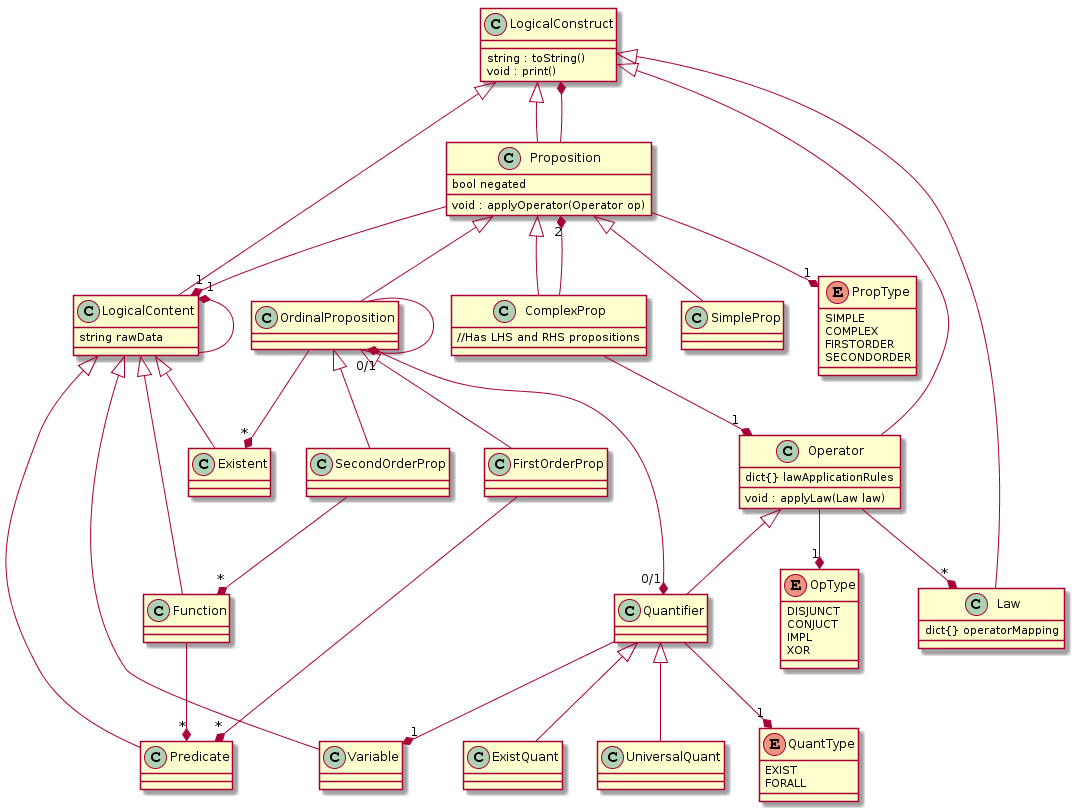 C LogicalConstruct
string : toString()
void : print()
C Proposition
bool negated
void : applyOperator(Operator op)
2
1
1
1
C LogicalContent
string rawData
C OrdinalProposition
0/1
C ComplexProp
//Has LHS and RHS propositions
C SimpleProp
E PropType
SIMPLE
COMPLEX
FIRSTORDER
SECONDORDER
*
1
C Existent
C SecondOrderProp
C FirstOrderProp
C Operator
dict{} lawApplicationRules
void : applyLaw(Law law)
*
0/1
1
*
C Function
C Quantifier
E OpType
DISJUNCT
CONJUCT
IMPL
XOR
C Law
dict{} operatorMapping
*
*
1
1
C Predicate
C Variable
C ExistQuant
C UniversalQuant
E QuantType
EXIST
FORALL